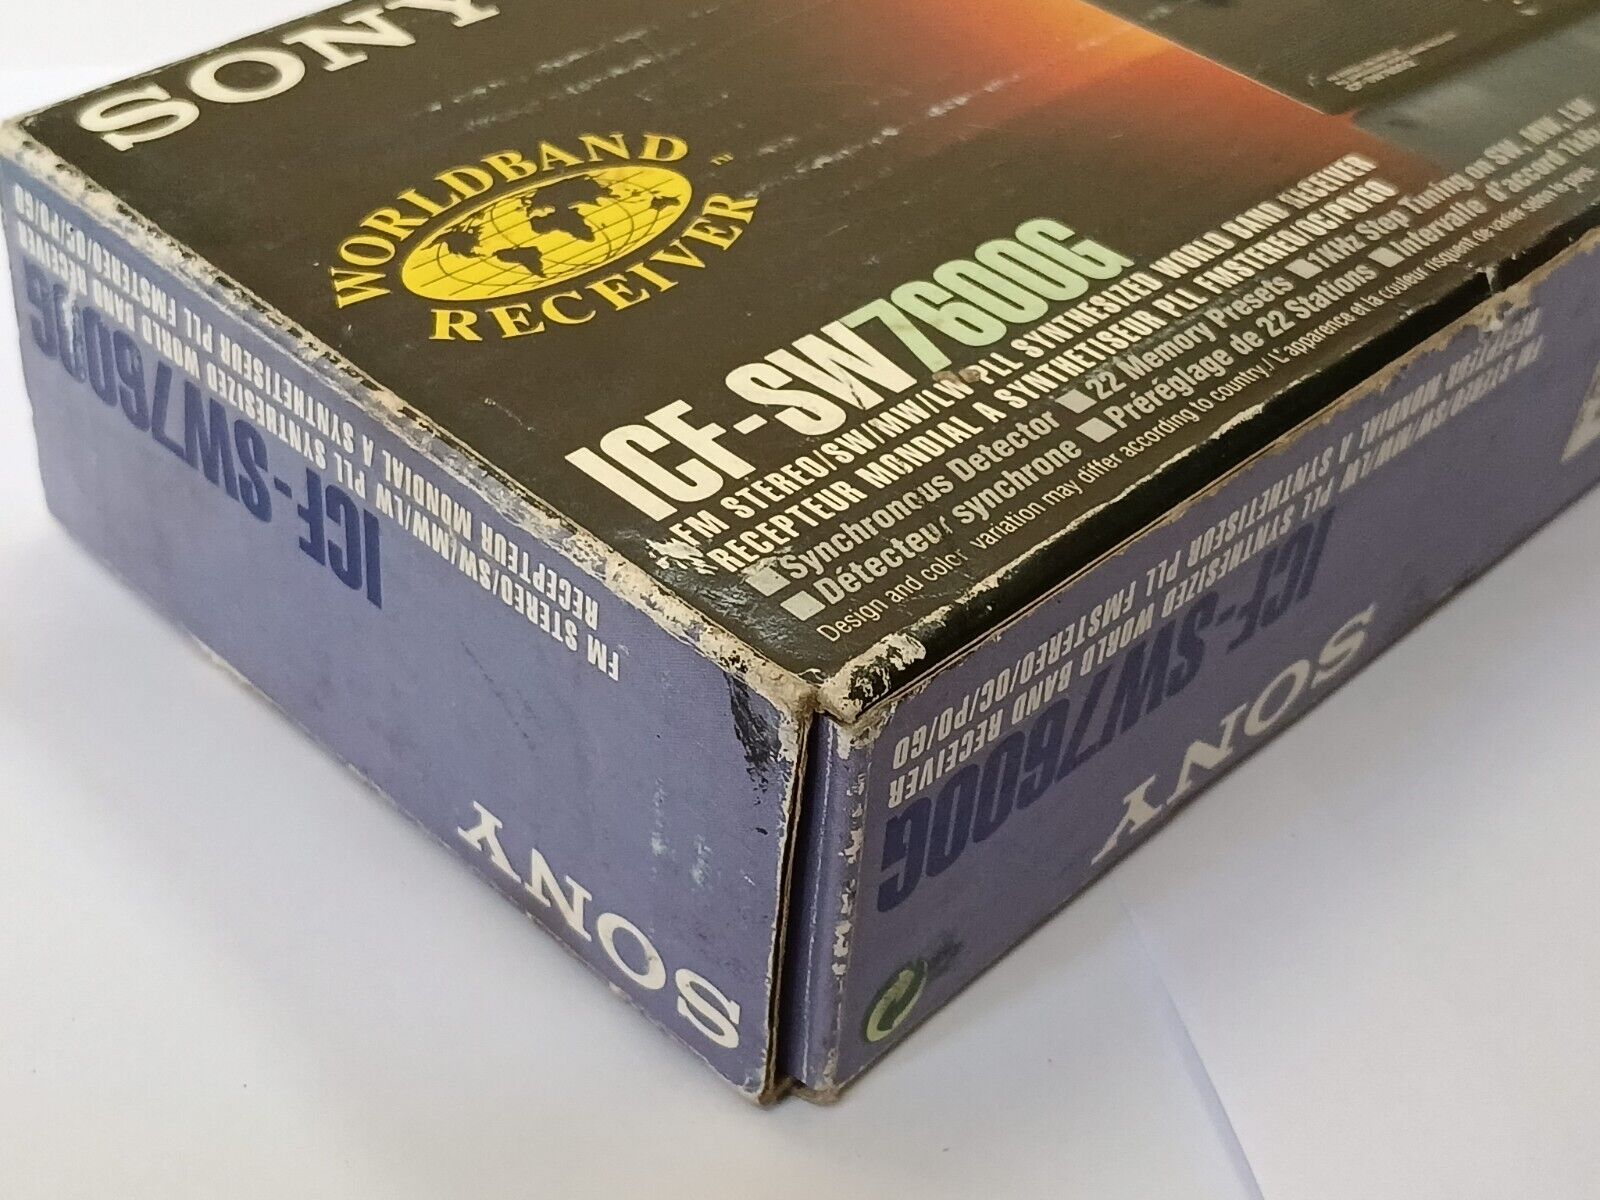 SONY
WORLDBAND
RECEIVER™
ICF-SW7600G
FM STEREO/SW/MW/LW PLL SYNTHESIZED WORLD BAND RECEIVER
RECEPTEUR MONDIAL A SYNTHETISEUR PLL FMSTEREO/OC/PO/GO
■Synchronous Detector ■22 Memory Presets ■1kHz Step Tuning on SW, MW, LW
■Détecteur synchrone ■Préréglage de 22 Stations ■Intervalle d'accord 1kHz
Design and color variation may differ according to country./L'apparence et la couleur risquent de varier selon le pays.
FM STEREO/SW/MW/LW PLL SYNTHESIZED WORLD BAND RECEIVER
RECEPTEUR MONDIAL A SYNTHETISEUR PLL FMSTEREO/OC/PO/GO
ICF-SW7600G
SONY
FM STEREO/SW/MW/LW PLL SYNTHESIZED WORLD BAND RECEIVER
RECEPTEUR MONDIAL A SYNTHETISEUR PLL FMSTEREO/OC/PO/GO
ICF-SW7600G
SONY